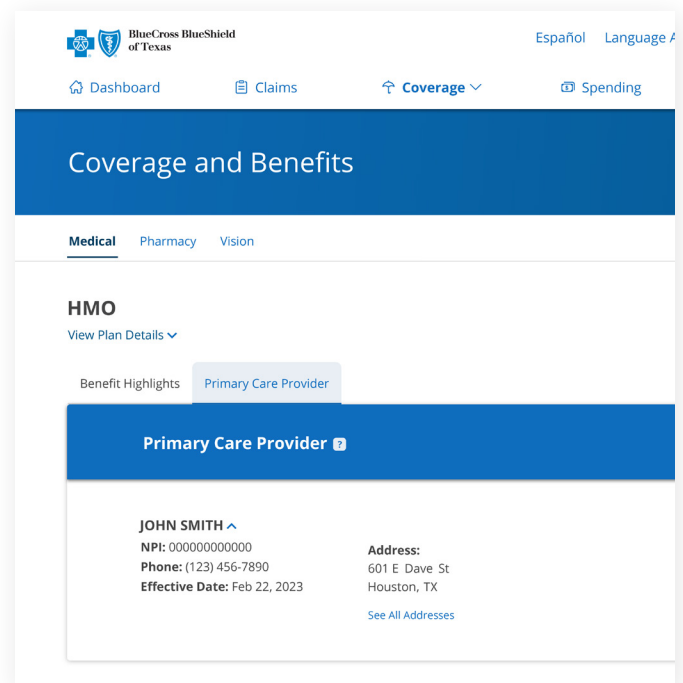 BlueCross BlueShield
of Texas
Español Language
Dashboard Claims Coverage Spending
Coverage and Benefits
Medical Pharmacy Vision
HMO
View Plan Details
Benefit Highlights Primary Care Provider
Primary Care Provider ?
JOHN SMITH
NPI: 000000000000
Phone: (123) 456-7890
Effective Date: Feb 22, 2023
Address:
601 E Dave St
Houston, TX
See All Addresses